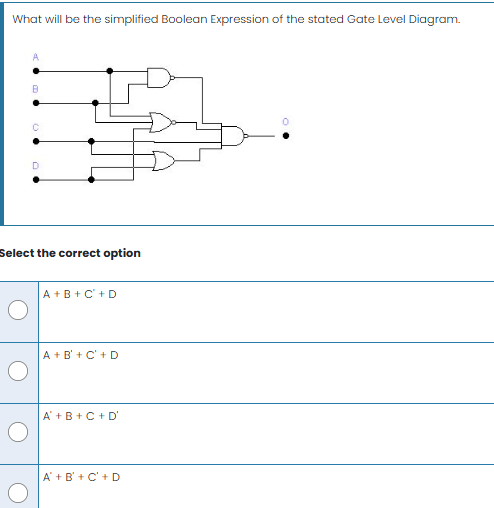 What will be the simplified Boolean Expression of the stated Gate Level Diagram.
A
B
C
O
D
Select the correct option
A + B + C' + D
A + B' + C' + D
A' + B + C + D'
A' + B' + C' + D